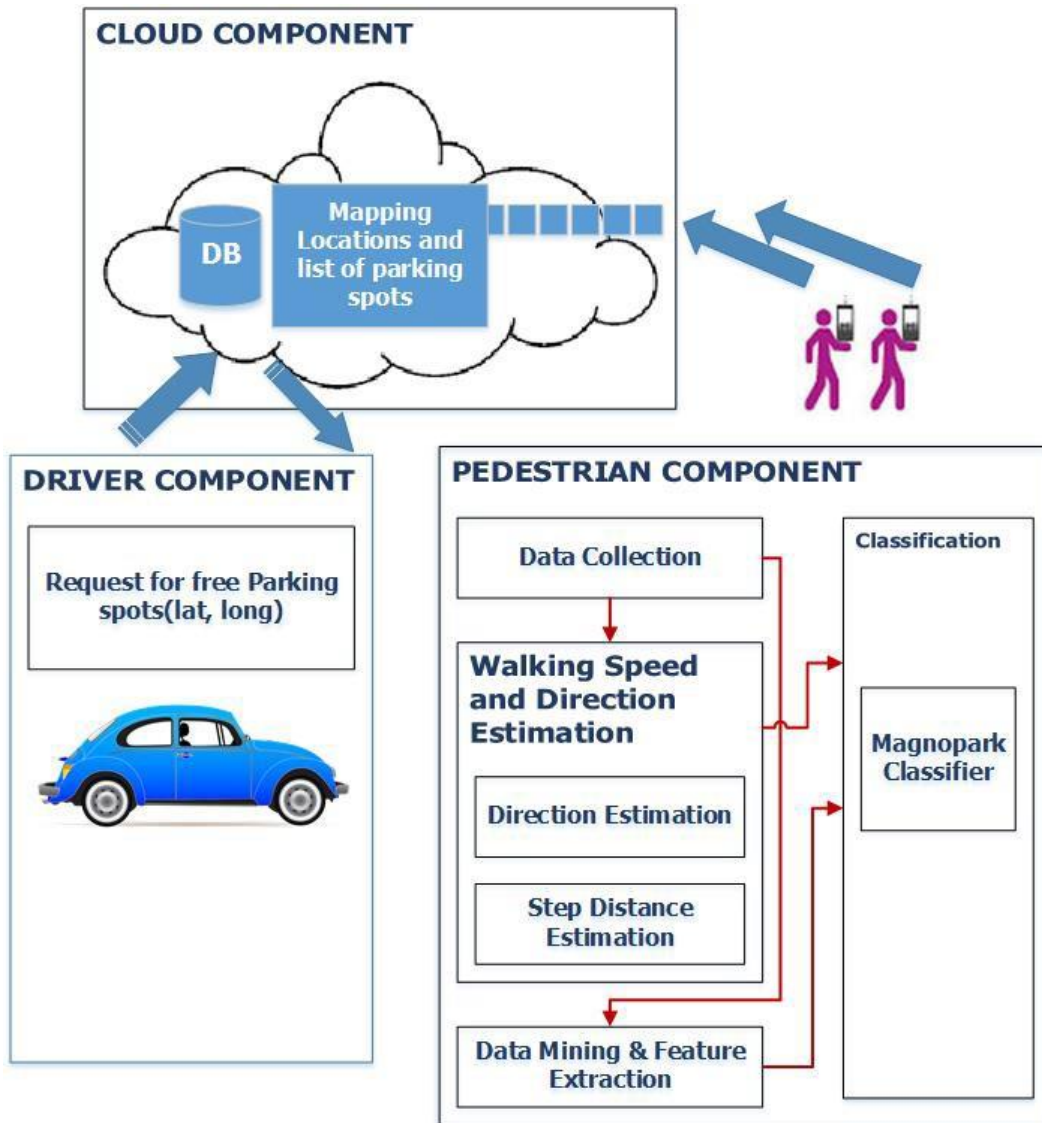 CLOUD COMPONENT
DB
Mapping
Locations and
list of parking
spots
DRIVER COMPONENT
Request for free Parking
spots(lat, long)
PEDESTRIAN COMPONENT
Data Collection
Walking Speed
and Direction
Estimation
Direction Estimation
Step Distance
Estimation
Data Mining & Feature
Extraction
Classification
Magnopark
Classifier